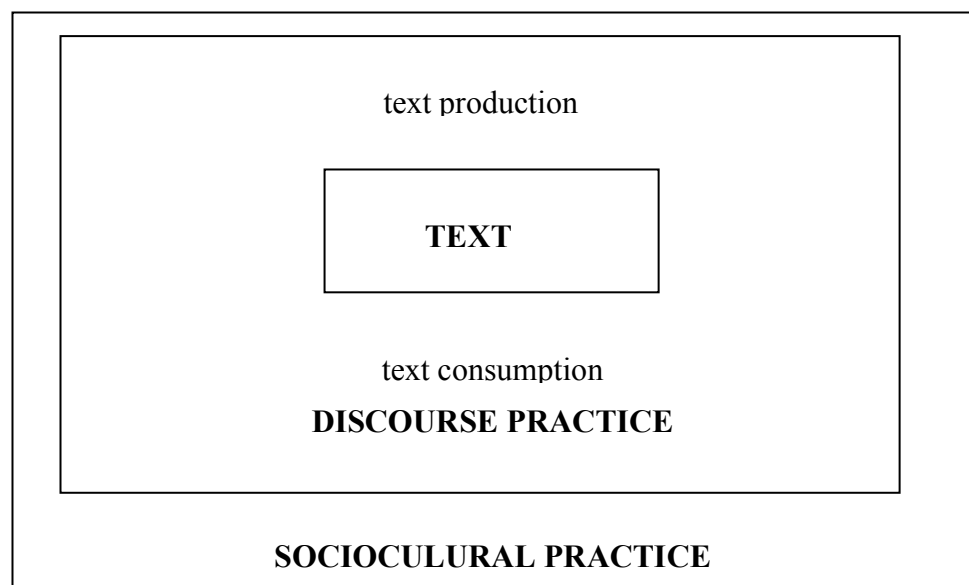 text production
TEXT
text consumption
DISCOURSE PRACTICE
SOCIOCULURAL PRACTICE